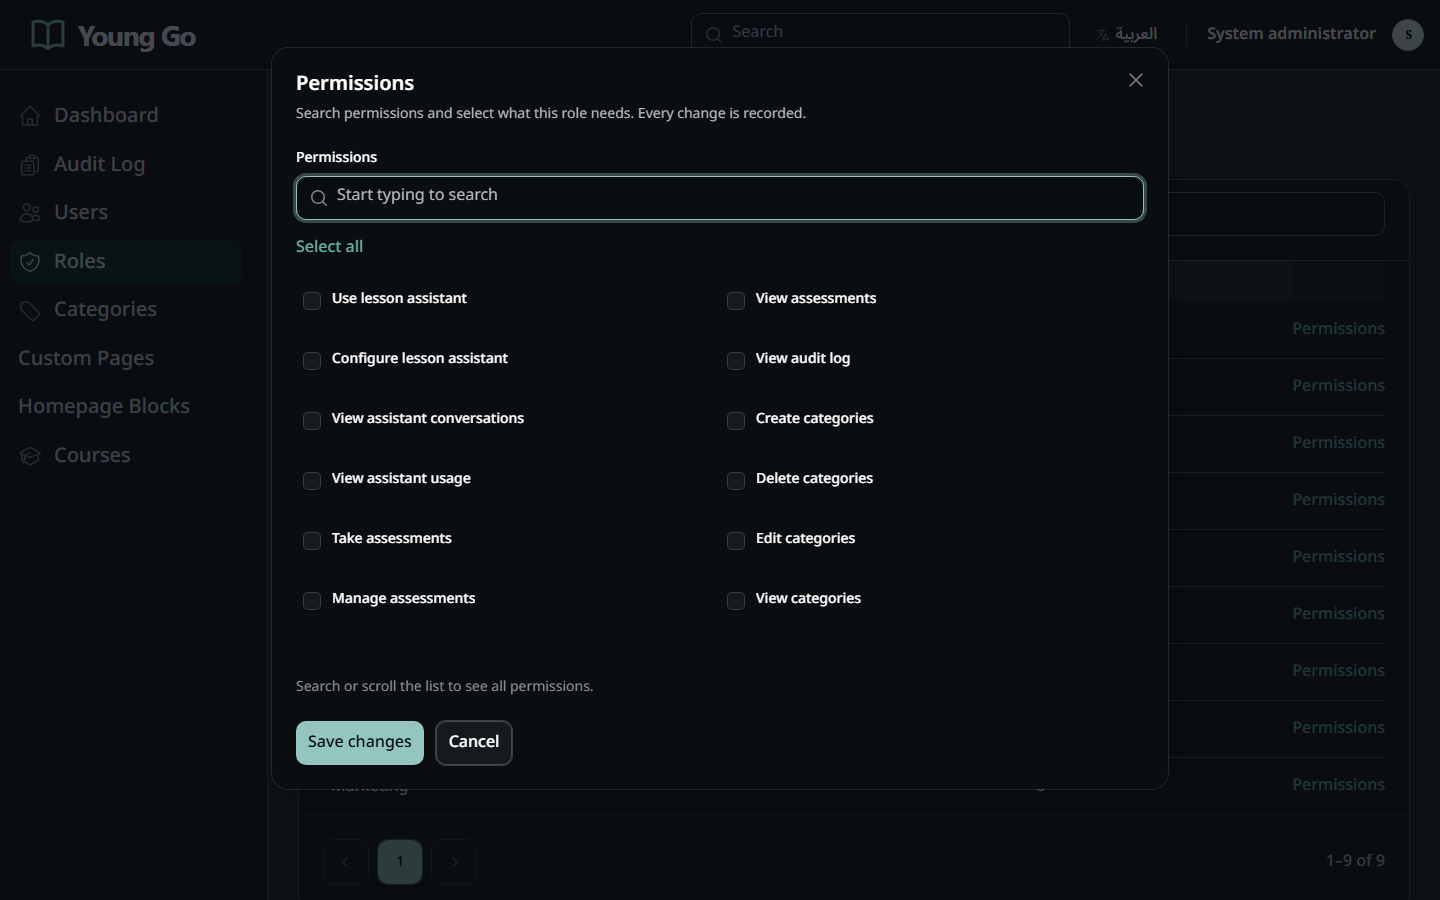 Young Go
Search
العربية
System administrator
S
Dashboard
Audit Log
Users
Roles
Categories
Custom Pages
Homepage Blocks
Courses
Permissions
Search permissions and select what this role needs. Every change is recorded.
Permissions
Start typing to search
Select all
Use lesson assistant
View assessments
Configure lesson assistant
View audit log
View assistant conversations
Create categories
View assistant usage
Delete categories
Take assessments
Edit categories
Manage assessments
View categories
Search or scroll the list to see all permissions.
Save changes
Cancel
Permissions
Permissions
Permissions
Permissions
Permissions
Permissions
Permissions
Permissions
Marketing
Permissions
1
1–9 of 9